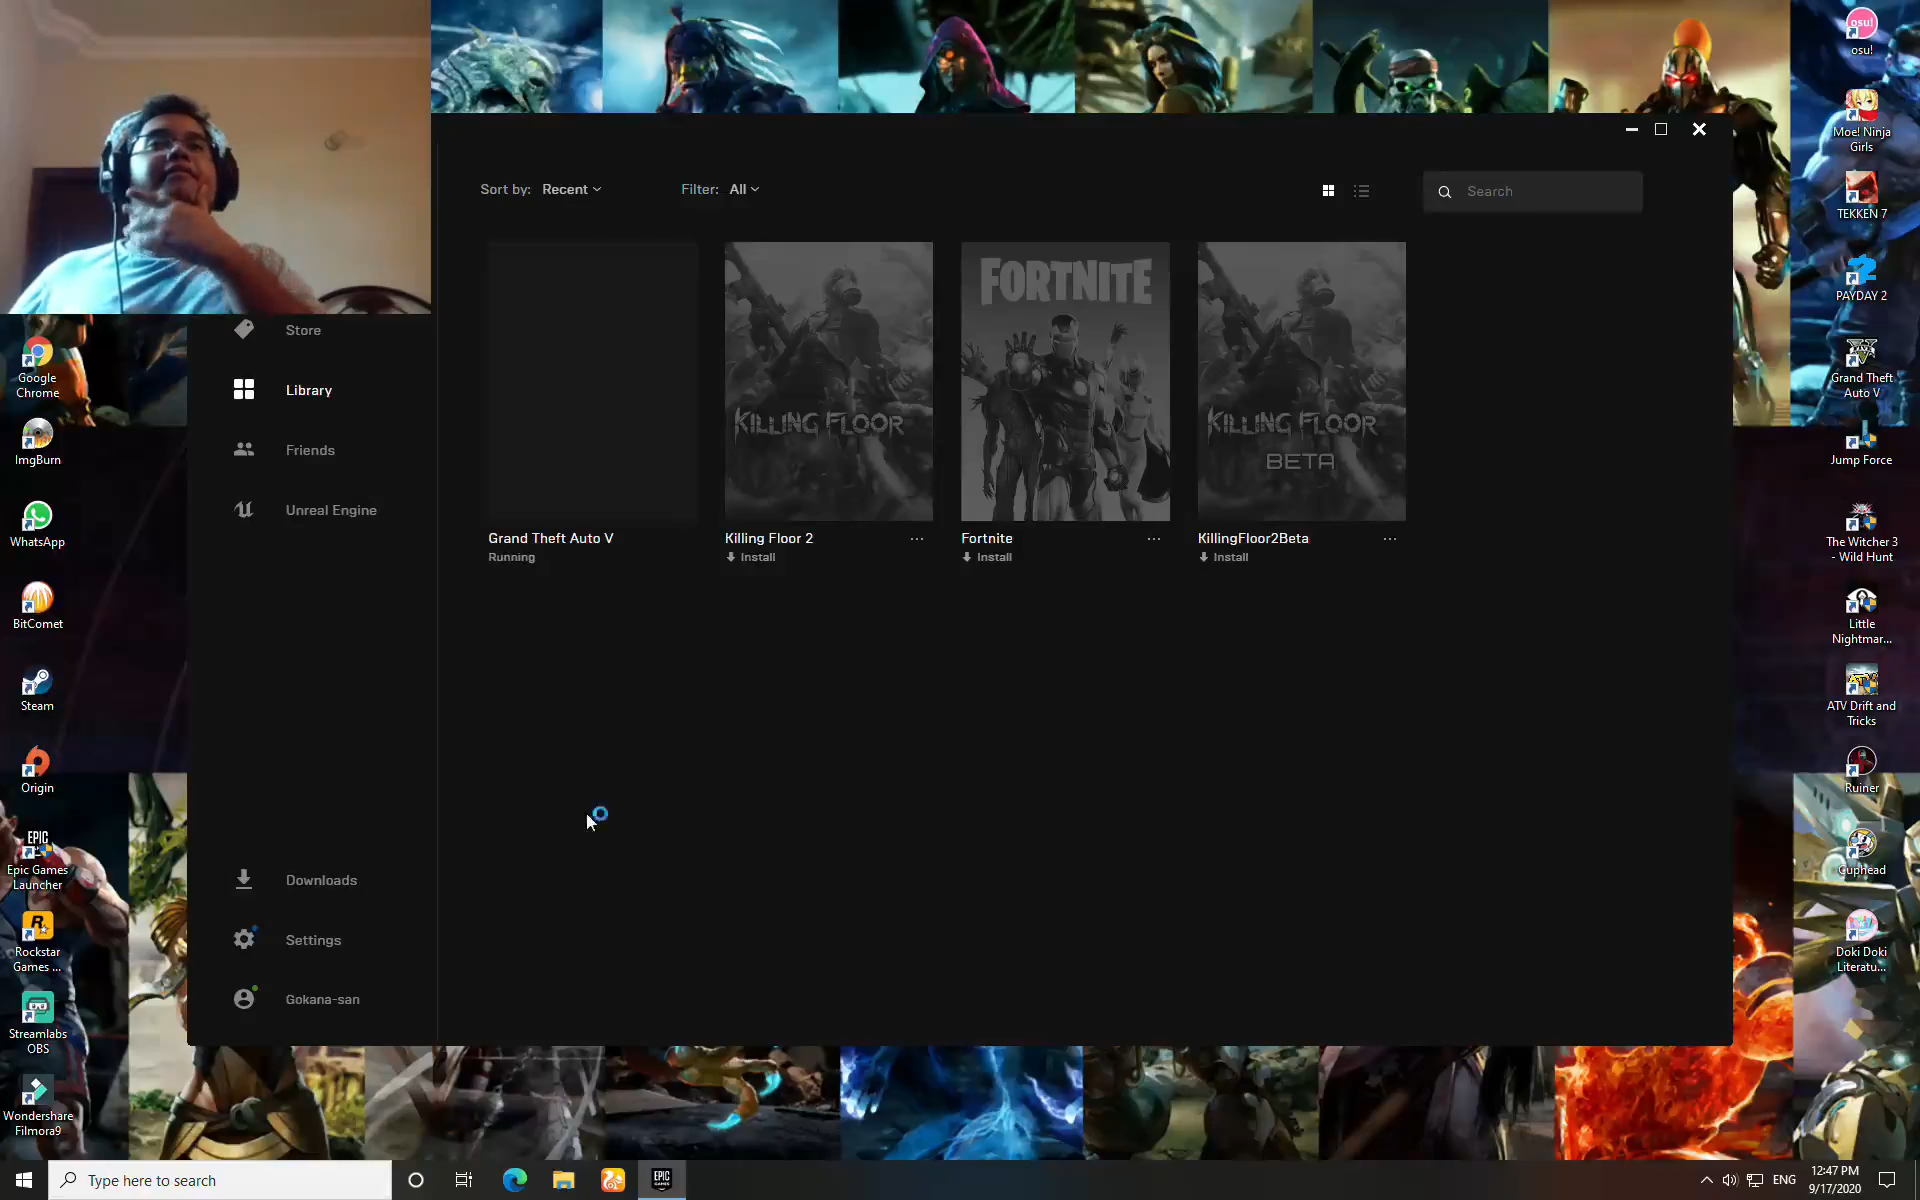 Sort by: Recent
Filter: All
Search
Store
Library
Friends
Unreal Engine
FORTNITE
KILLING FLOOR
KILLING FLOOR
BETA
Grand Theft Auto V
Running
Killing Floor 2
Install
Fortnite
Install
KillingFloor2Beta
Install
Downloads
Settings
Gokana-san
Google
Chrome
ImgBurn
WhatsApp
BitComet
Steam
Origin
EPIC
Epic Games
Launcher
Rockstar
Games ...
Streamlabs
OBS
Wondershare
Filmora9
osu!
osu!
Moe! Ninja
Girls
TEKKEN 7
PAYDAY 2
Grand Theft
Auto V
Jump Force
The Witcher 3
- Wild Hunt
Little
Nightmar...
ATV
ATV Drift and
Tricks
Ruiner
Cuphead
Doki Doki
Literatu...
Type here to search
EPIC
GAMES
ENG
12:47 PM
9/17/2020